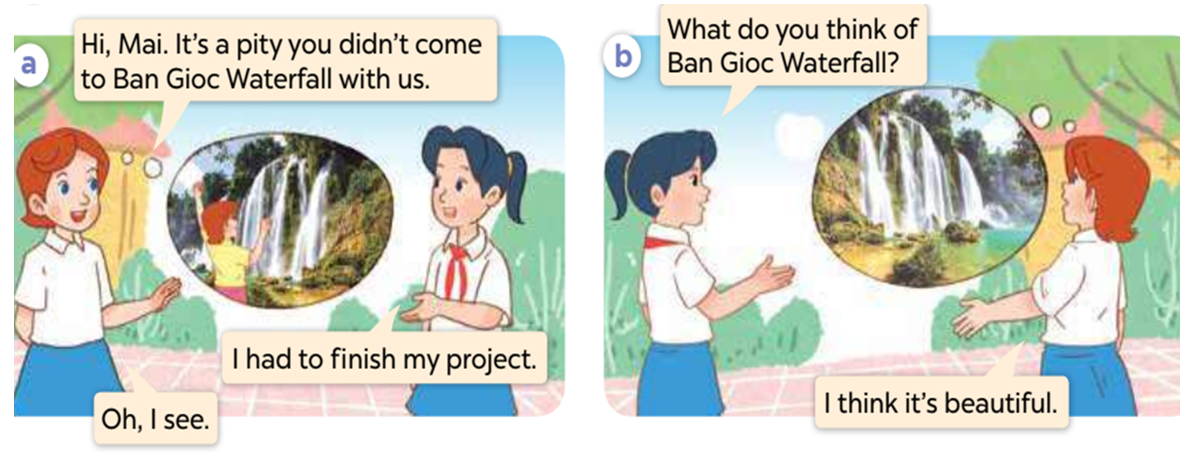 a
Hi, Mai. It's a pity you didn't come
to Ban Gioc Waterfall with us.
I had to finish my project.
Oh, I see.
b
What do you think of
Ban Gioc Waterfall?
I think it's beautiful.